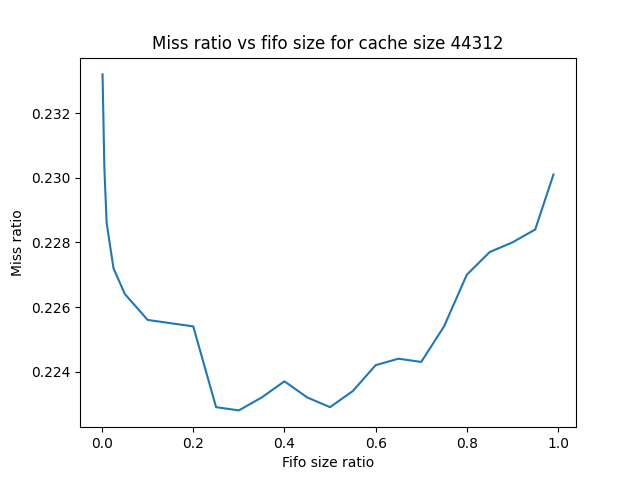 Miss ratio vs fifo size for cache size 44312
0.232
0.230
0.228
0.226
0.224
Miss ratio
0.0 0.2 0.4 0.6 0.8 1.0
Fifo size ratio